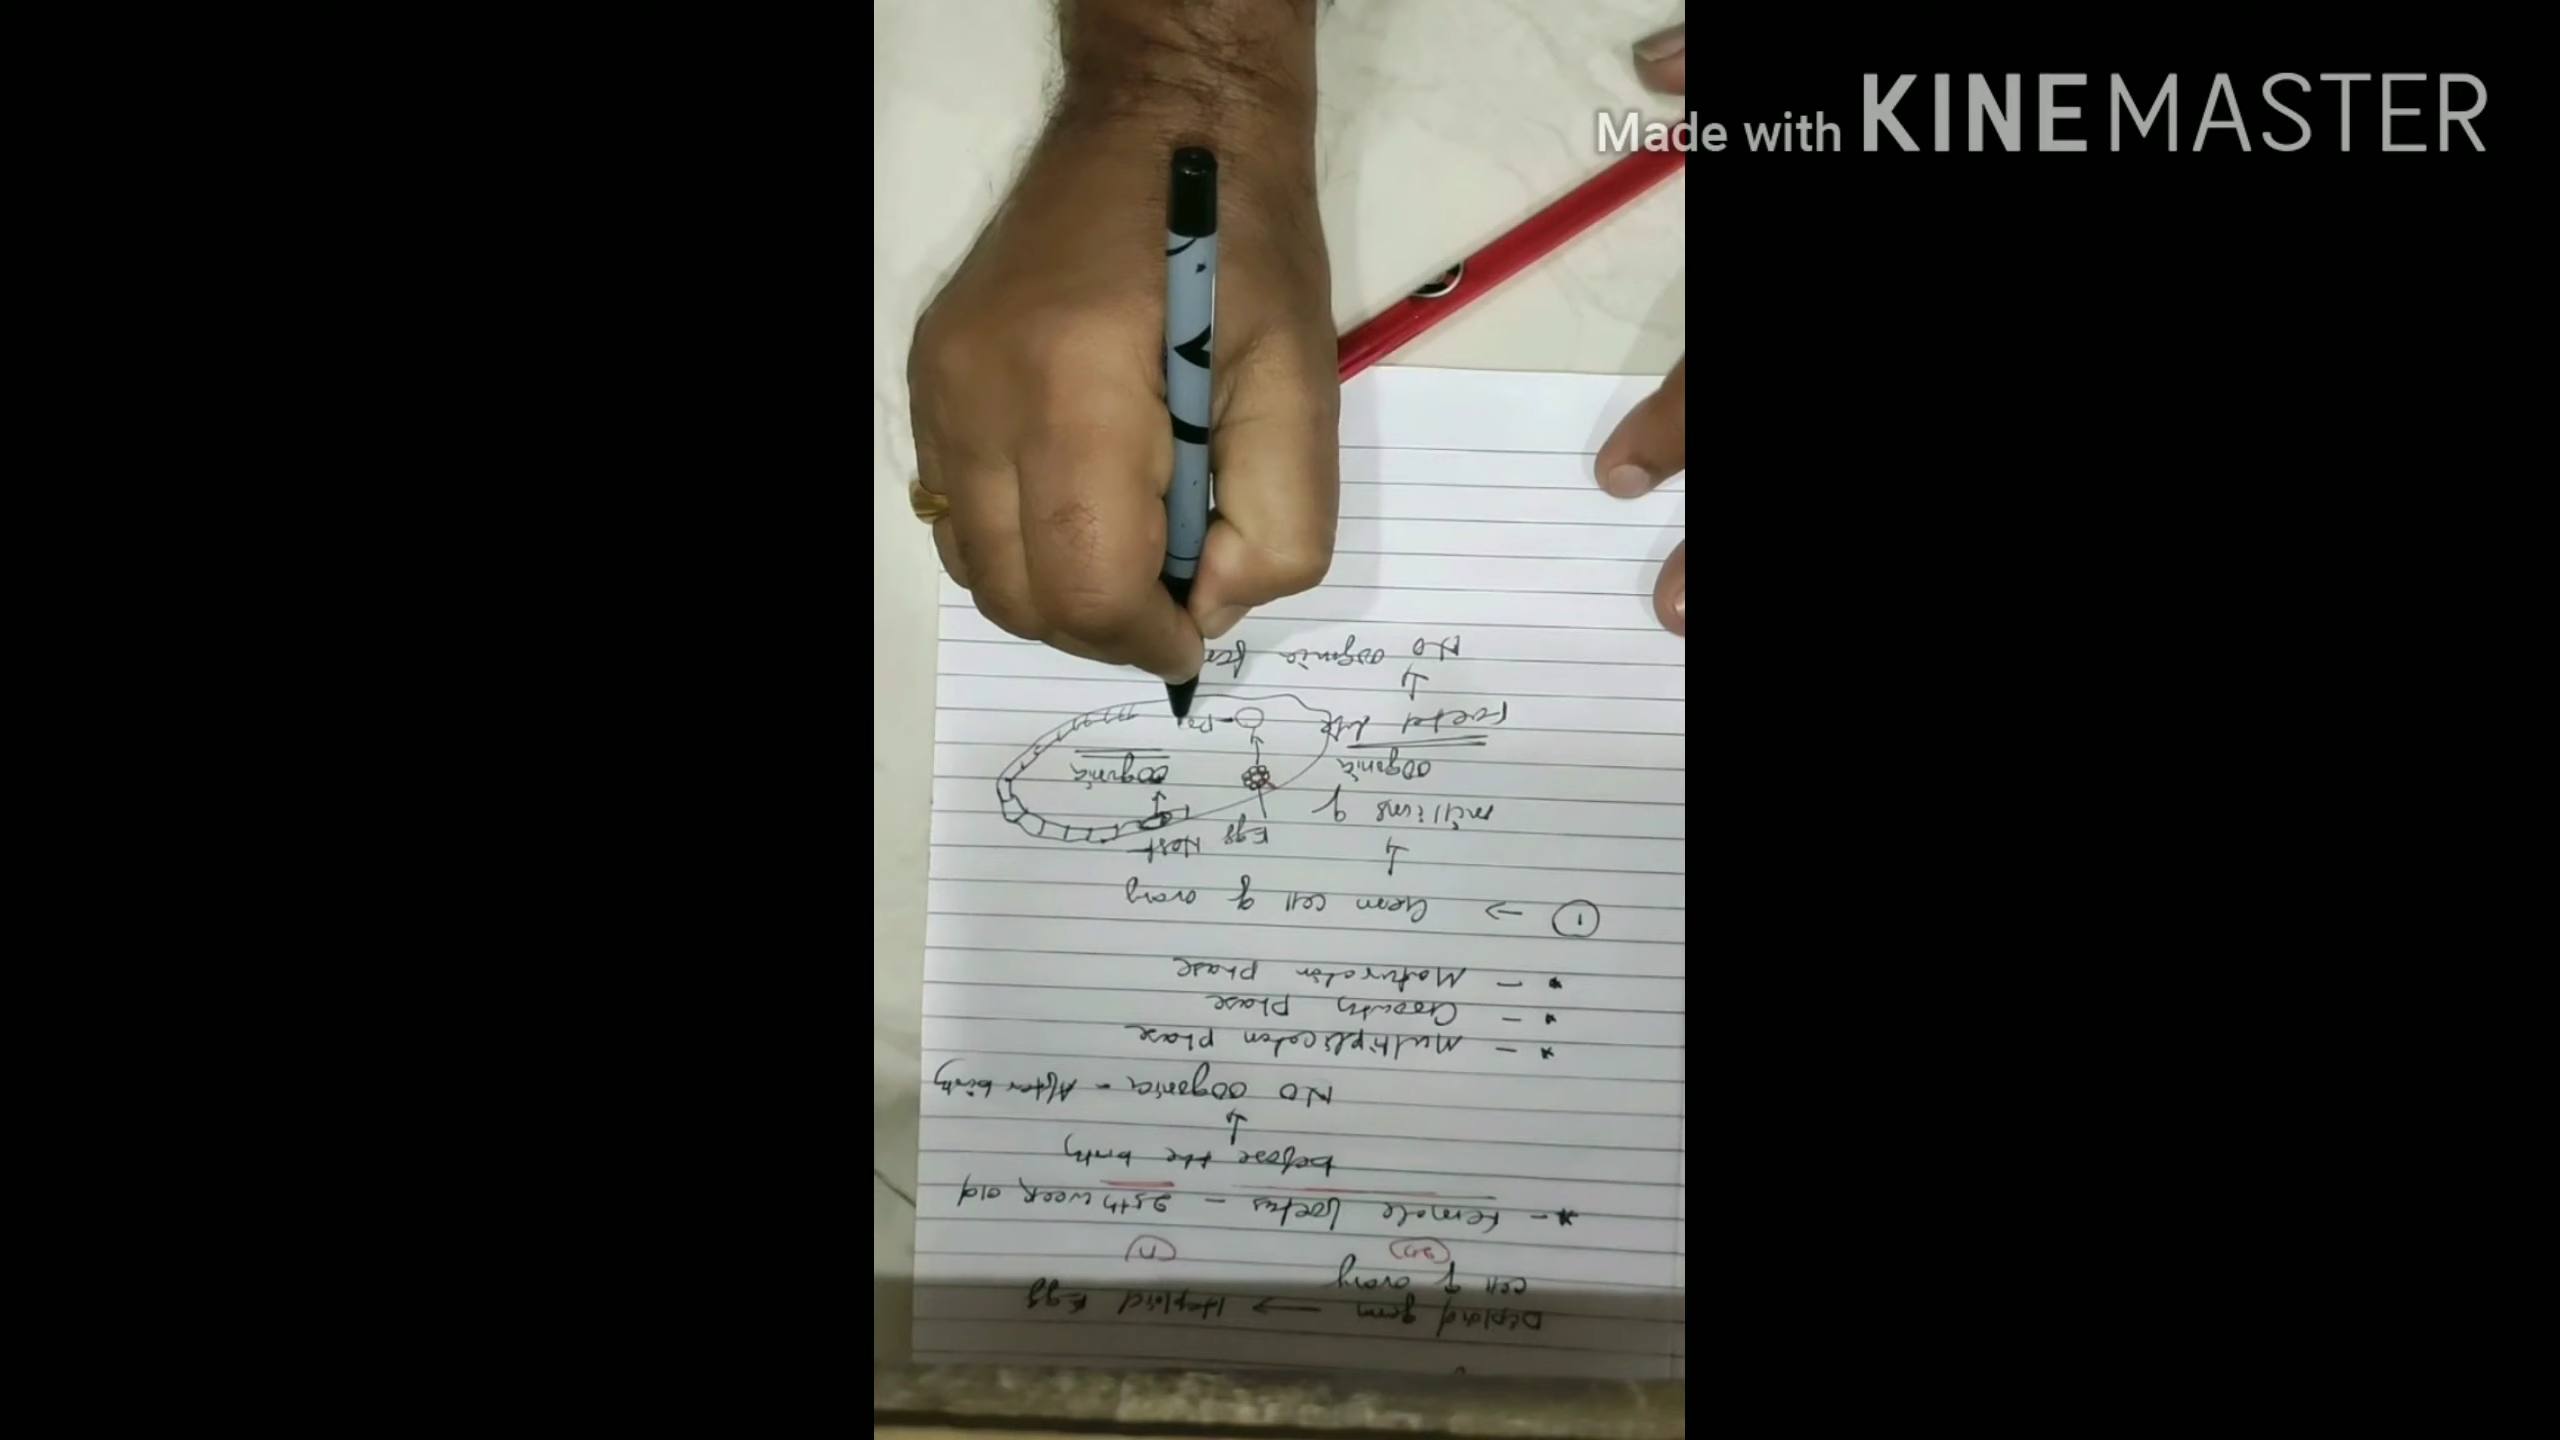 Made with KINEMASTER
Diploid germ → Haploid Egg
cell of ovary
(2n) (n)
* - Female foetus - 25th week old
before the birth
↓
NO oogonia - After birth
* - Multiplication phase
* - Growth phase
* - Maturation phase
① → Germ cell of ovary
↓
Egg Nest
millions of
oogonia
oogonia
Foetal life
↓
NO oogonia